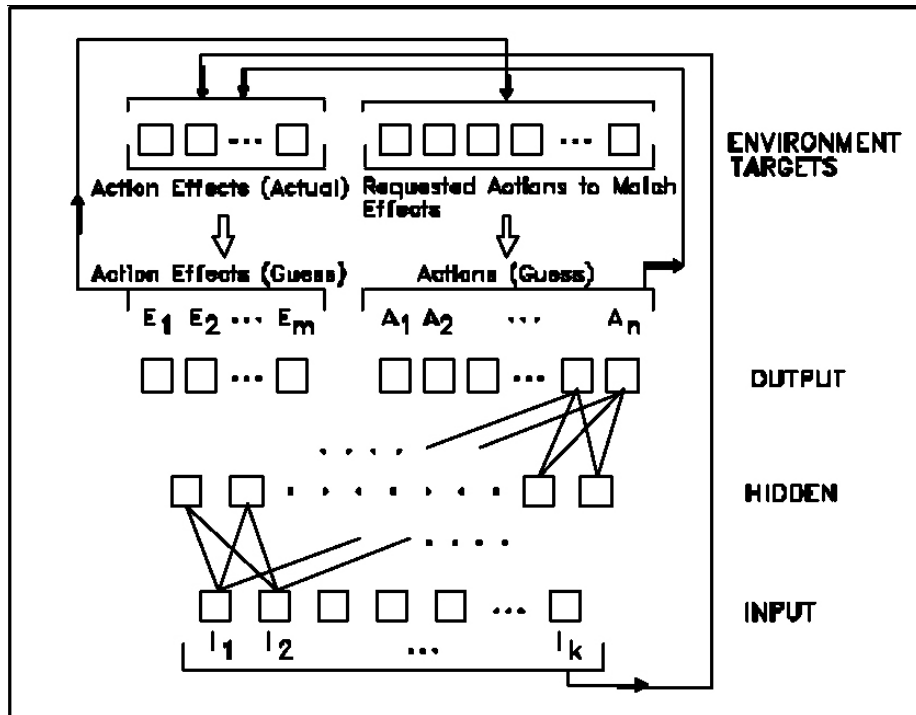 ENVIRONMENT
TARGETS
Action Effects (Actual)
Requested Actions to Match
Effects
Action Effects (Guess)
Actions (Guess)
E1 E2 ... Em
A1 A2 ... An
OUTPUT
HIDDEN
INPUT
I1 I2 ... Ik